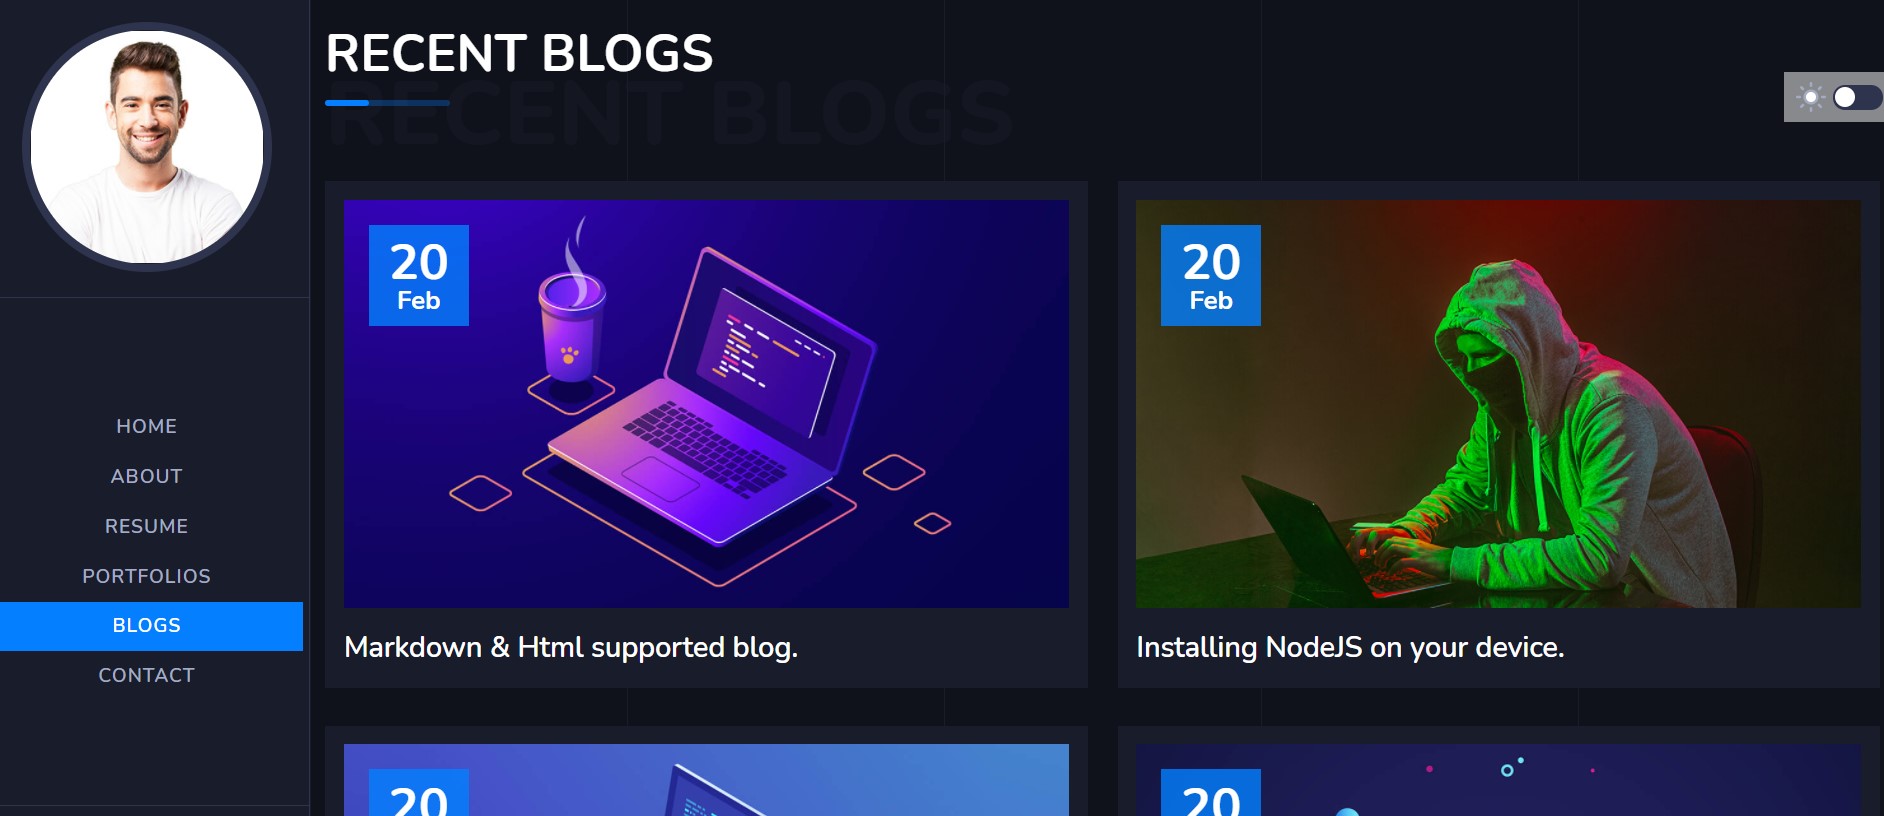 HOME
ABOUT
RESUME
PORTFOLIOS
BLOGS
CONTACT
RECENT BLOGS
RECENT BLOGS
20
Feb
Markdown & Html supported blog.
20
Feb
Installing NodeJS on your device.
20
20